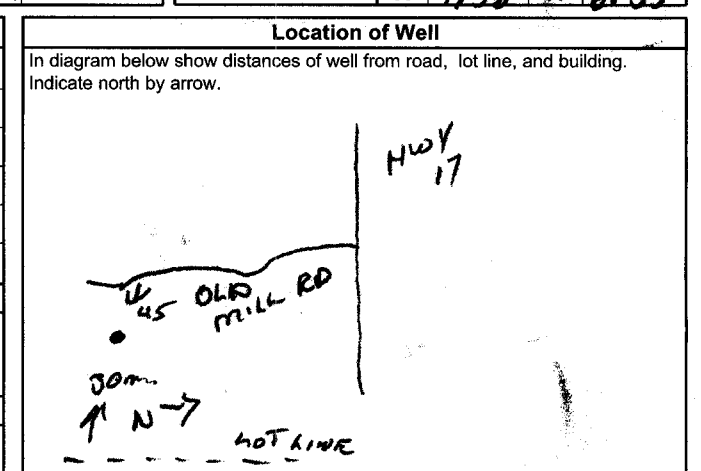 Location of Well
In diagram below show distances of well from road, lot line, and building.
Indicate north by arrow.
HWY
17
OLD
MILL RD
45
30m
N
LOT LINE